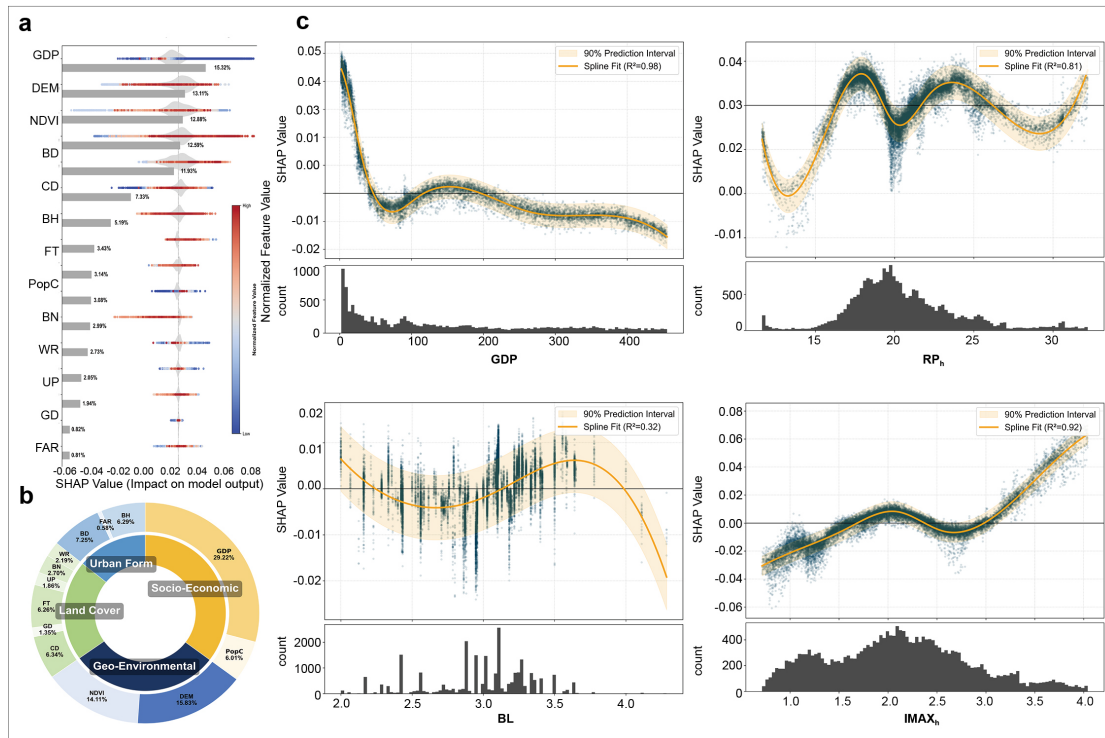 a
GDP
15.32%
DEM
13.11%
NDVI
12.88%
12.59%
BD
11.93%
CD
7.33%
BH
5.19%
FT
3.43%
3.14%
PopC
3.08%
BN
2.99%
WR
2.73%
UP
2.05%
1.94%
GD
0.82%
FAR
0.81%
-0.06 -0.04 0.00 0.02 0.04 0.06 0.08
SHAP Value (Impact on model output)
High
Low
Normalized Feature Value
Normalized Feature Value
b
Urban Form
Socio-Economic
Land Cover
Geo-Environmental
GDP
29.22%
PopC
6.01%
DEM
15.83%
NDVI
14.11%
CD
6.34%
GD
1.35%
FT
6.26%
UP
1.86%
BN
2.70%
WR
2.19%
BD
7.25%
FAR
0.58%
BH
6.29%
c
90% Prediction Interval
Spline Fit (R²=0.98)
SHAP Value
0.05
0.04
0.03
0.02
0.00
0.00
-0.01
-0.02
count
1000
500
0
0 100 200 300 400
GDP
90% Prediction Interval
Spline Fit (R²=0.81)
SHAP Value
0.04
0.03
0.02
0.00
-0.01
count
500
0
15 20 25 30
RPh
90% Prediction Interval
Spline Fit (R²=0.32)
SHAP Value
0.02
0.01
0.00
-0.01
-0.02
count
2000
1000
0
2.0 2.5 3.0 3.5 4.0
BL
90% Prediction Interval
Spline Fit (R²=0.92)
SHAP Value
0.08
0.06
0.04
0.02
0.00
-0.02
-0.04
-0.06
count
400
200
0
1.0 1.5 2.0 2.5 3.0 3.5 4.0
IMAXh